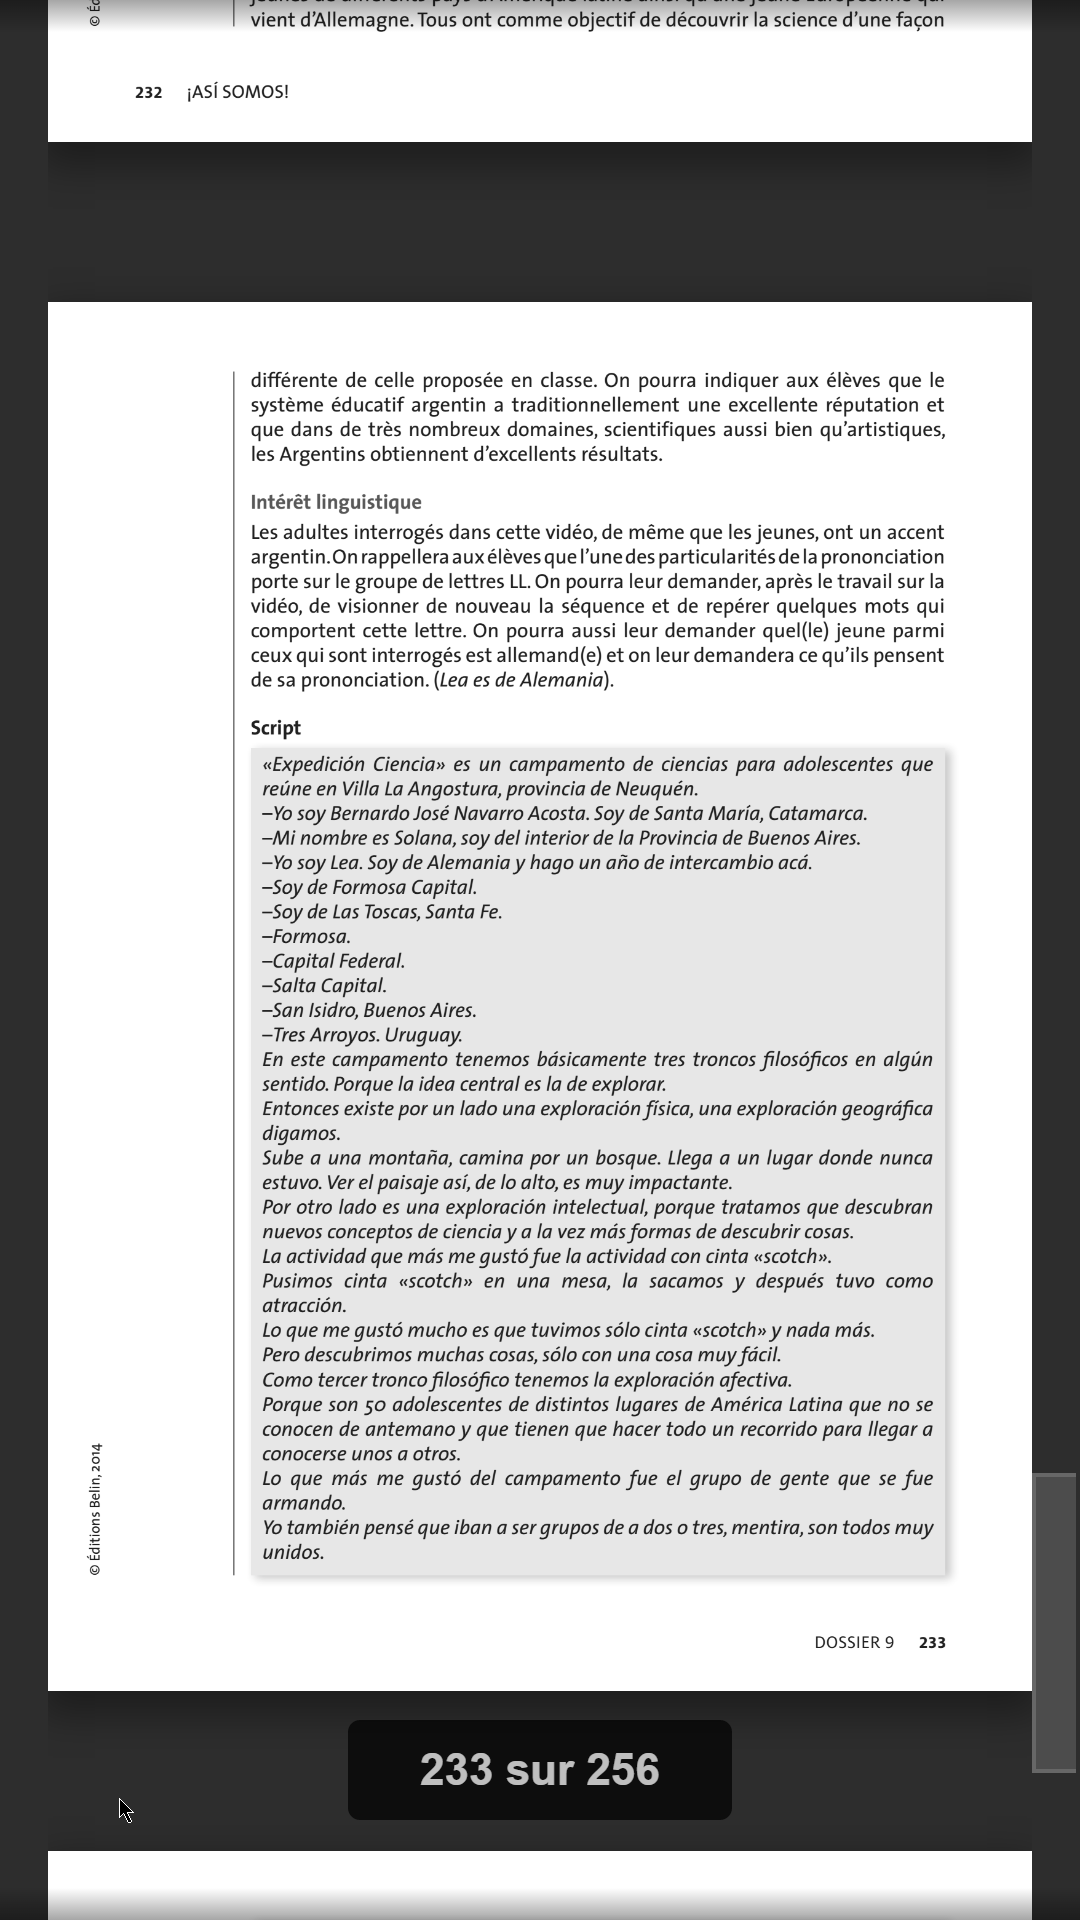 vient d'Allemagne. Tous ont comme objectif de découvrir la science d'une façon
232 ¡ASÍ SOMOS!
différente de celle proposée en classe. On pourra indiquer aux élèves que le
système éducatif argentin a traditionnellement une excellente réputation et
que dans de très nombreux domaines, scientifiques aussi bien qu'artistiques,
les Argentins obtiennent d'excellents résultats.
Intérêt linguistique
Les adultes interrogés dans cette vidéo, de même que les jeunes, ont un accent
argentin. On rappellera aux élèves que l'une des particularités de la prononciation
porte sur le groupe de lettres LL. On pourra leur demander, après le travail sur la
vidéo, de visionner de nouveau la séquence et de repérer quelques mots qui
comportent cette lettre. On pourra aussi leur demander quel(le) jeune parmi
ceux qui sont interrogés est allemand(e) et on leur demandera ce qu'ils pensent
de sa prononciation. (Lea es de Alemania).
Script
«Expedición Ciencia» es un campamento de ciencias para adolescentes que
reúne en Villa La Angostura, provincia de Neuquén.
–Yo soy Bernardo José Navarro Acosta. Soy de Santa María, Catamarca.
–Mi nombre es Solana, soy del interior de la Provincia de Buenos Aires.
–Yo soy Lea. Soy de Alemania y hago un año de intercambio acá.
–Soy de Formosa Capital.
–Soy de Las Toscas, Santa Fe.
–Formosa.
–Capital Federal.
–Salta Capital.
–San Isidro, Buenos Aires.
–Tres Arroyos. Uruguay.
En este campamento tenemos básicamente tres troncos filosóficos en algún
sentido. Porque la idea central es la de explorar.
Entonces existe por un lado una exploración física, una exploración geográfica
digamos.
Sube a una montaña, camina por un bosque. Llega a un lugar donde nunca
estuvo. Ver el paisaje así, de lo alto, es muy impactante.
Por otro lado es una exploración intelectual, porque tratamos que descubran
nuevos conceptos de ciencia y a la vez más formas de descubrir cosas.
La actividad que más me gustó fue la actividad con cinta «scotch».
Pusimos cinta «scotch» en una mesa, la sacamos y después tuvo como
atracción.
Lo que me gustó mucho es que tuvimos sólo cinta «scotch» y nada más.
Pero descubrimos muchas cosas, sólo con una cosa muy fácil.
Como tercer tronco filosófico tenemos la exploración afectiva.
Porque son 50 adolescentes de distintos lugares de América Latina que no se
conocen de antemano y que tienen que hacer todo un recorrido para llegar a
conocerse unos a otros.
Lo que más me gustó del campamento fue el grupo de gente que se fue
armando.
Yo también pensé que iban a ser grupos de a dos o tres, mentira, son todos muy
unidos.
© Éditions Belin, 2014
DOSSIER 9 233
233 sur 256